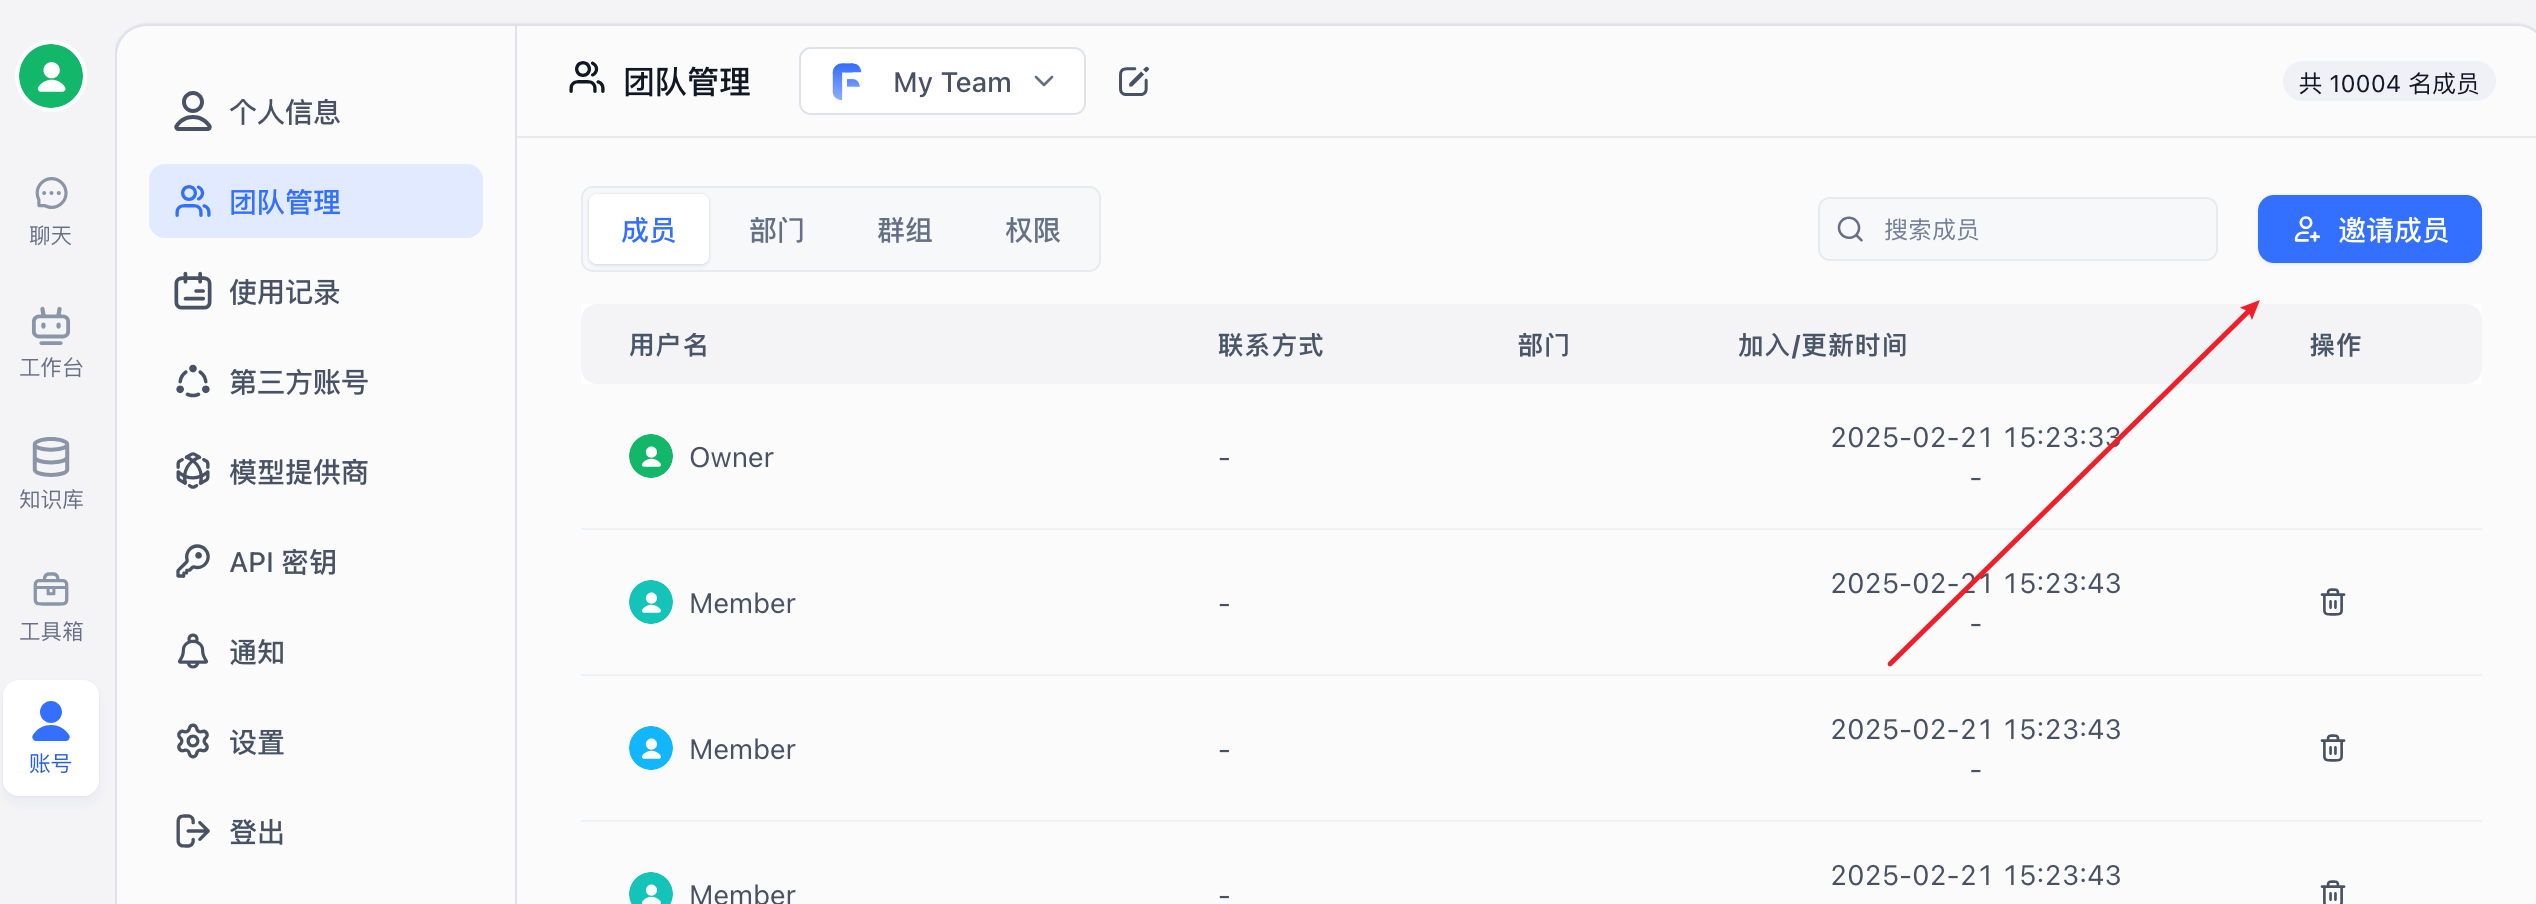 聊天
工作台
知识库
工具箱
账号
个人信息
团队管理
使用记录
第三方账号
模型提供商
API 密钥
通知
设置
登出
团队管理
My Team
共 10004 名成员
成员
部门
群组
权限
搜索成员
邀请成员
用户名 联系方式 部门 加入/更新时间 操作
Owner - 2025-02-21 15:23:33
-
Member - 2025-02-21 15:23:43
-
Member - 2025-02-21 15:23:43
-
Member - 2025-02-21 15:23:43